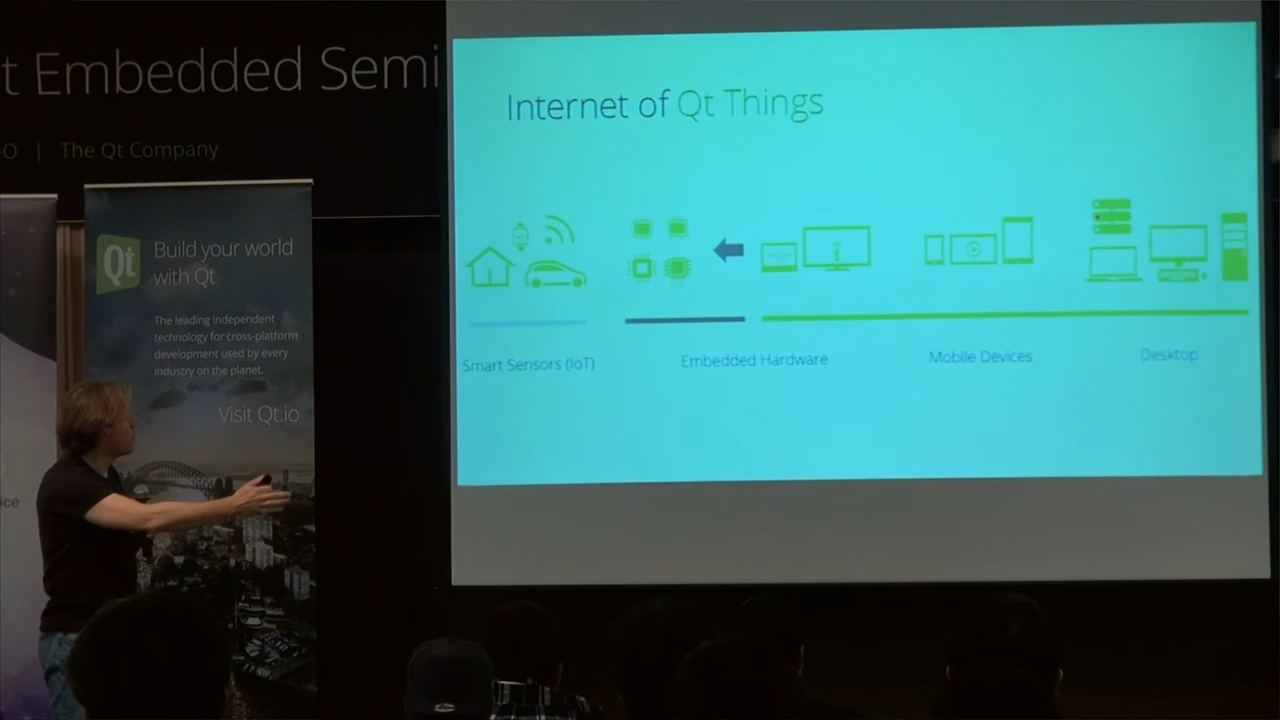 t Embedded Semi
O | The Qt Company
Qt
Build your world
with Qt
The leading independent
technology for cross-platform
development used by every
industry on the planet.
Visit Qt.io
ice
Internet of Qt Things
Smart Sensors (IoT)
Embedded Hardware
Mobile Devices
Desktop